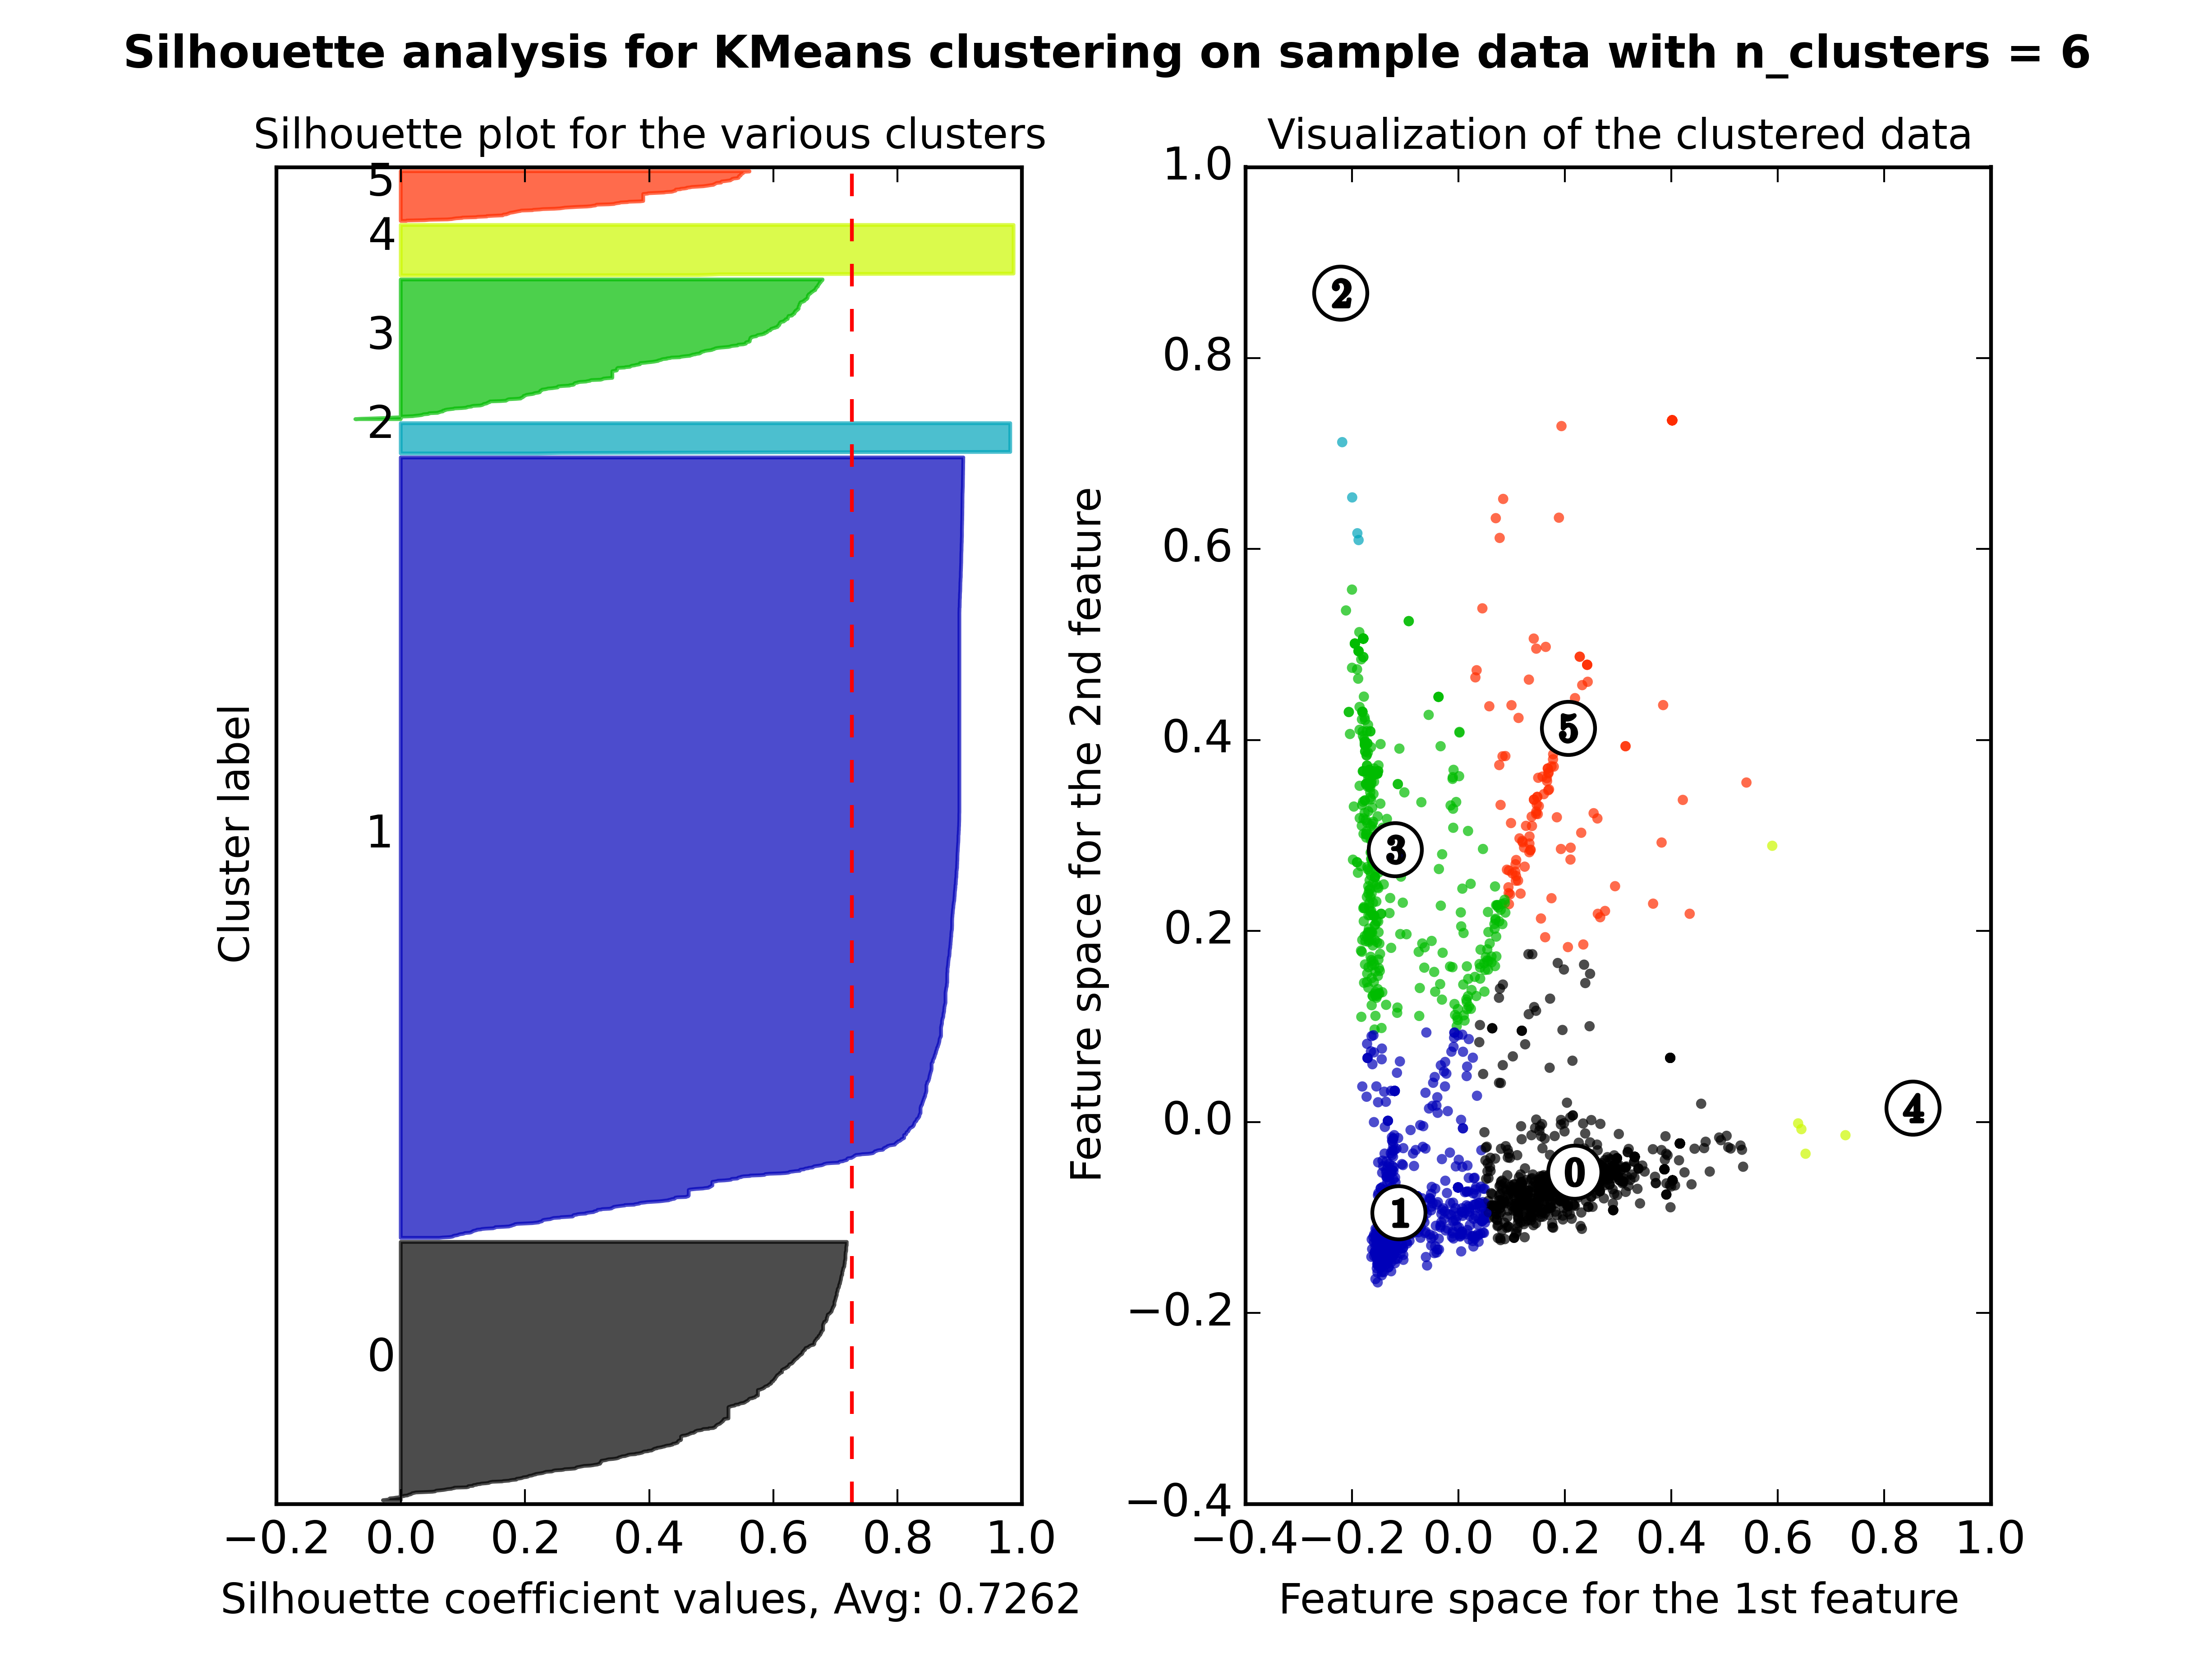 Silhouette analysis for KMeans clustering on sample data with n_clusters = 6
Silhouette plot for the various clusters
5
4
3
2
1
0
Cluster label
−0.2 0.0 0.2 0.4 0.6 0.8 1.0
Silhouette coefficient values, Avg: 0.7262
Visualization of the clustered data
1.0
0.8
0.6
0.4
0.2
0.0
−0.2
−0.4
Feature space for the 2nd feature
2
5
3
4
0
1
−0.4 −0.2 0.0 0.2 0.4 0.6 0.8 1.0
Feature space for the 1st feature